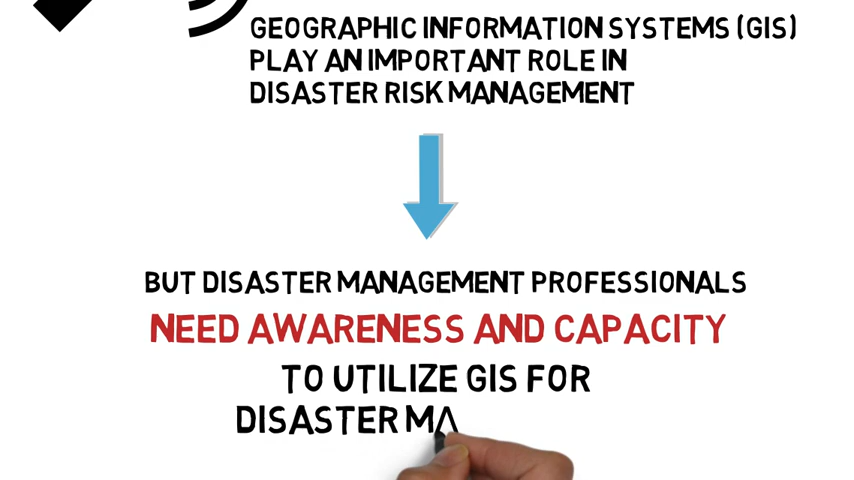 GEOGRAPHIC INFORMATION SYSTEMS (GIS)
PLAY AN IMPORTANT ROLE IN
DISASTER RISK MANAGEMENT
BUT DISASTER MANAGEMENT PROFESSIONALS
NEED AWARENESS AND CAPACITY
TO UTILIZE GIS FOR
DISASTER MA